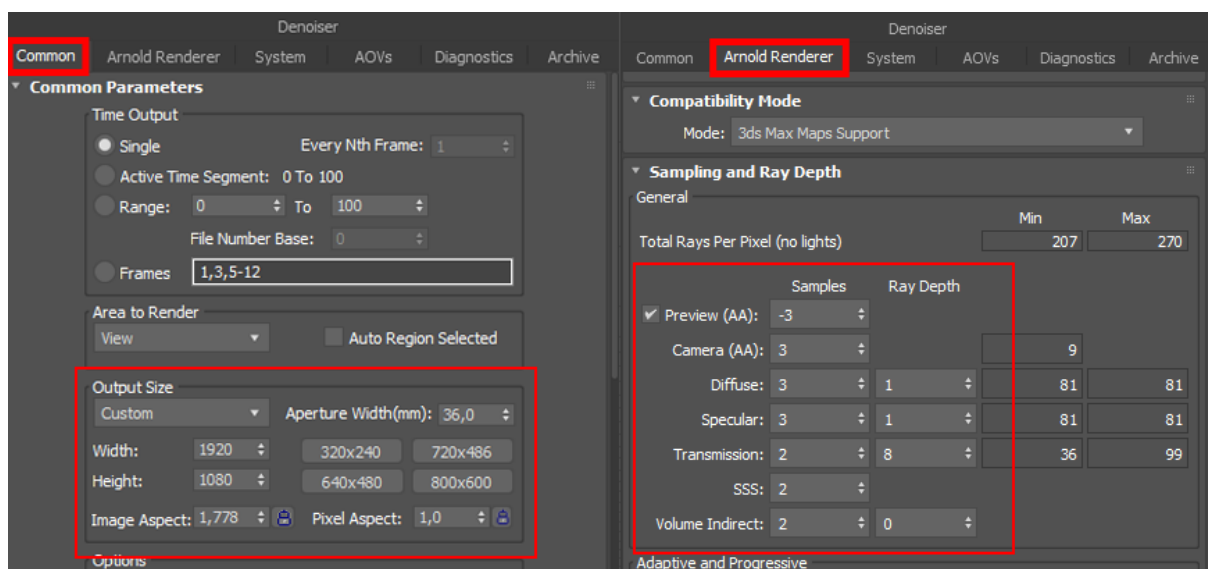 Denoiser
Common Arnold Renderer System AOVs Diagnostics Archive
Common Parameters
Time Output
Single Every Nth Frame: 1
Active Time Segment: 0 To 100
Range: 0 To 100
File Number Base: 0
Frames 1,3,5-12
Area to Render
View Auto Region Selected
Output Size
Custom Aperture Width(mm): 36,0
Width: 1920 320x240 720x486
Height: 1080 640x480 800x600
Image Aspect: 1,778 Pixel Aspect: 1,0
Options
Denoiser
Common Arnold Renderer System AOVs Diagnostics Archive
Compatibility Mode
Mode: 3ds Max Maps Support
Sampling and Ray Depth
General
Min Max
Total Rays Per Pixel (no lights) 207 270
Samples Ray Depth
Preview (AA): -3
Camera (AA): 3 9
Diffuse: 3 1 81 81
Specular: 3 1 81 81
Transmission: 2 8 36 99
SSS: 2
Volume Indirect: 2 0
Adaptive and Progressive